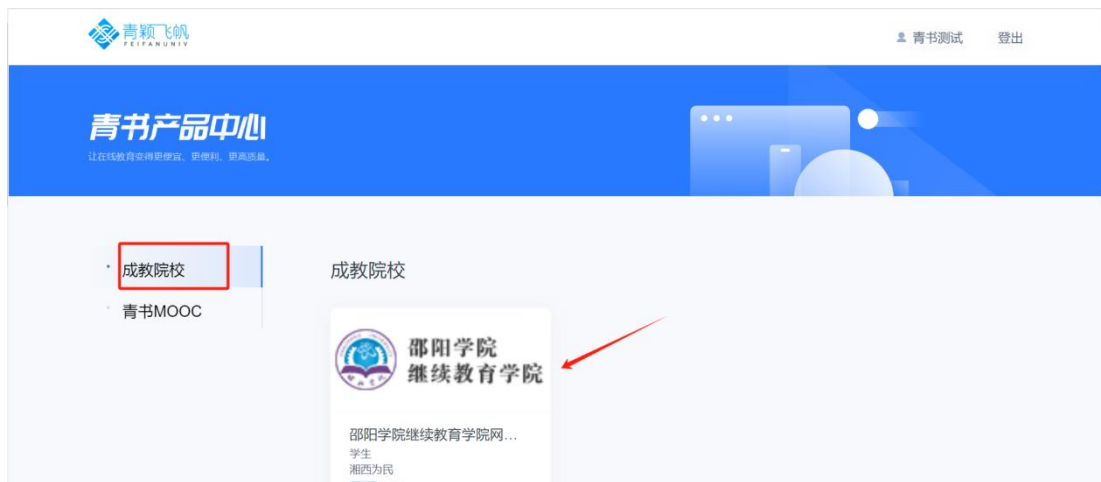 青颖飞帆
FEIFANUNIV
青书测试 登出
青书产品中心
让在线教育变得更便宜、更便利、更高质量。
成教院校
青书MOOC
成教院校
邵阳学院
继续教育学院
邵阳学院继续教育学院网…
学生
湘西为民